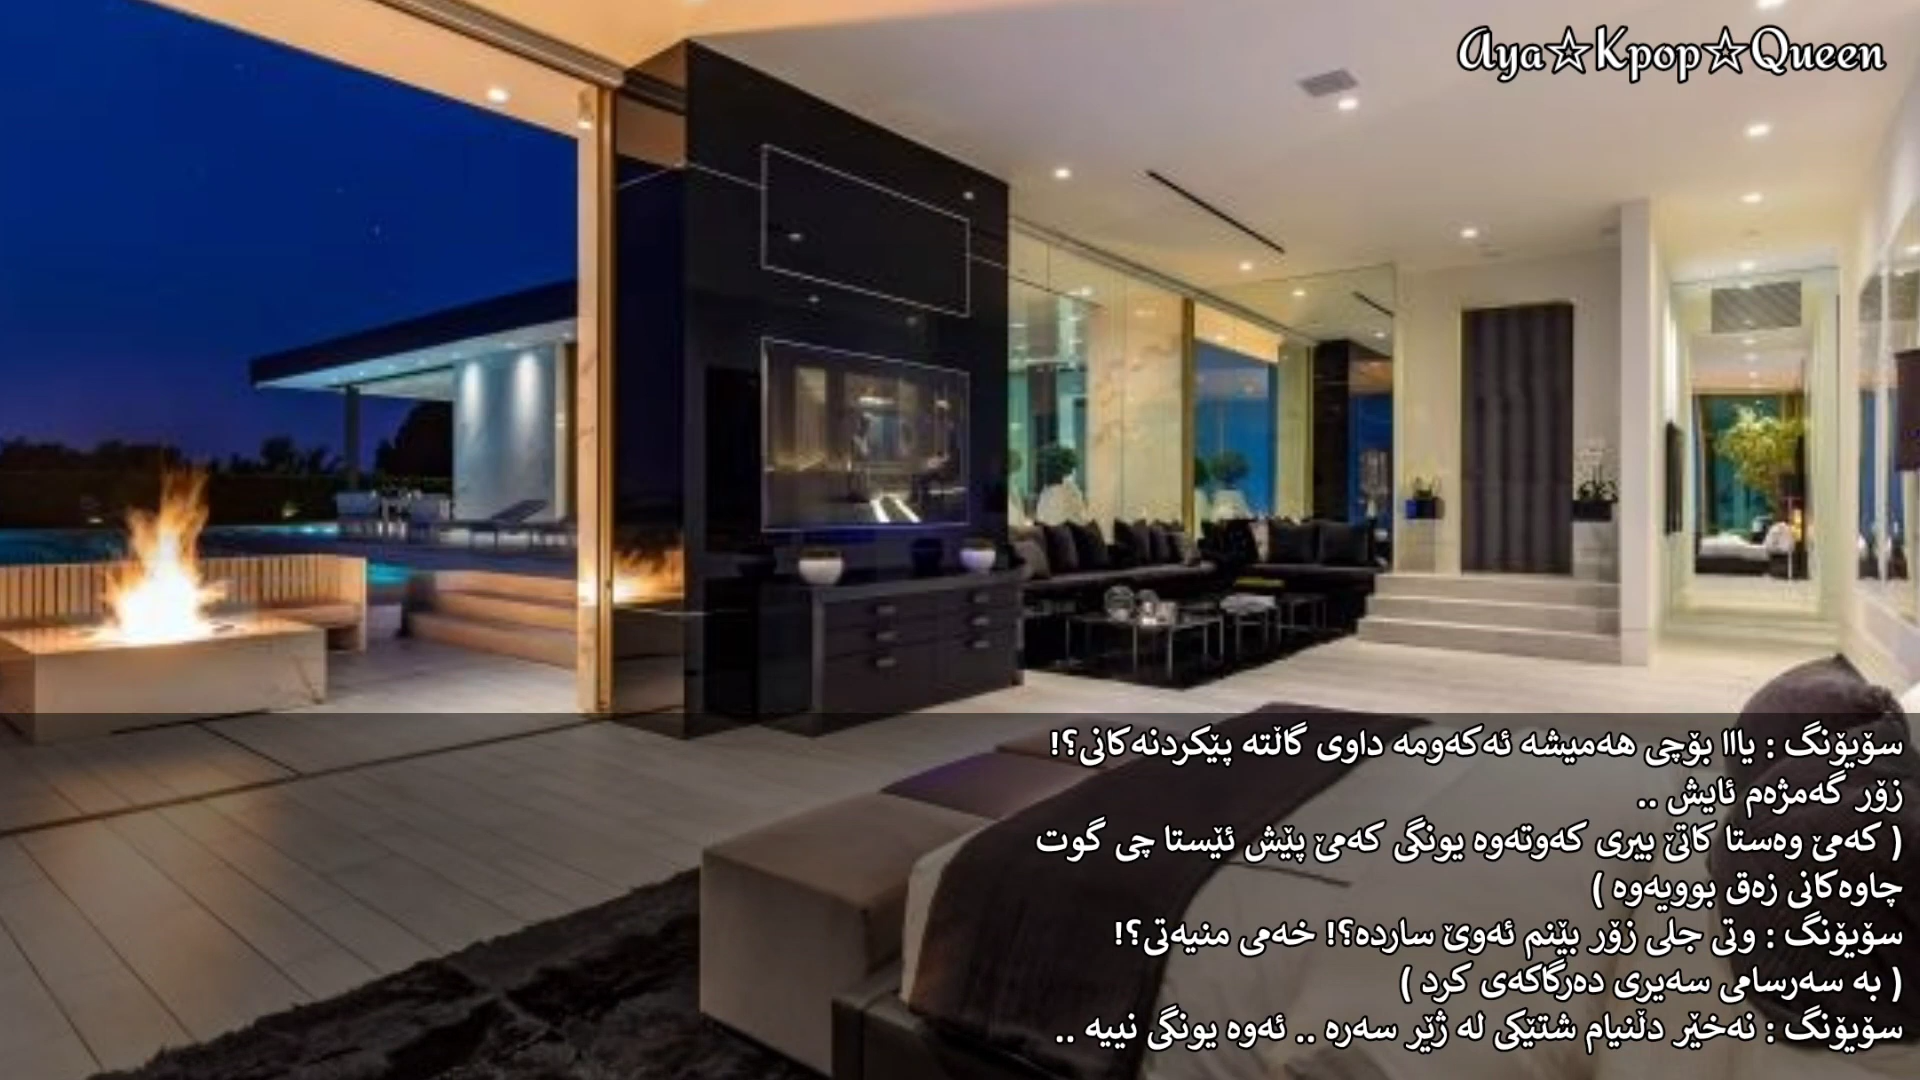 Aya☆Kpop☆Queen
سۆیۆنگ : یااا بۆچی هەمیشە ئەکەومە داوی گاڵتە پێکردنەکانی؟!
زۆر گەمژەم ئایش ..
( کەمێ وەستا کاتێ بیری کەوتەوە یونگی کەمێ پێش ئێستا چی گوت
چاوەکانی زەق بوویەوە )
سۆیۆنگ : وتی جلی زۆر بێنم ئەوێ ساردە؟! خەمی منیەتی؟!
( بە سەرسامی سەیری دەرگاکەی کرد )
سۆیۆنگ : نەخێر دڵنیام شتێکی لە ژێر سەرە .. ئەوە یونگی نییە ..